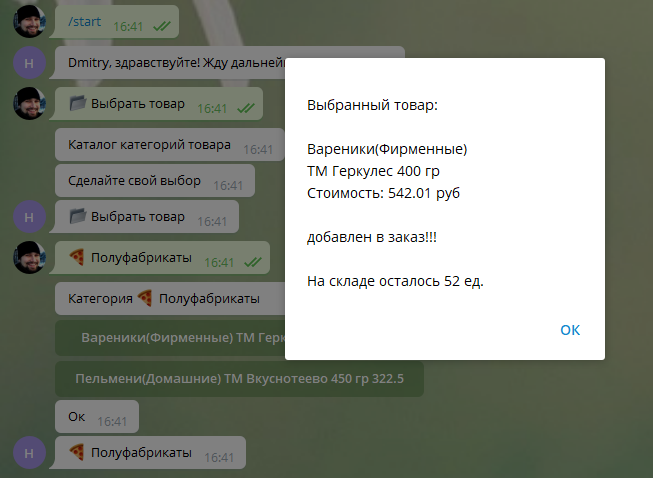 /start
16:41
Н
Dmitry, здравствуйте! Жду дальней
Выбрать товар 16:41
Каталог категорий товара 16:41
Сделайте свой выбор 16:41
Н
Выбрать товар 16:41
Полуфабрикаты 16:41
Категория Полуфабрикаты
Вареники(Фирменные) ТМ Герк
Пельмени(Домашние) ТМ Вкуснотеево 450 гр 322.5
Ок 16:41
Н
Полуфабрикаты 16:41
Выбранный товар:
Вареники(Фирменные)
ТМ Геркулес 400 гр
Стоимость: 542.01 руб
добавлен в заказ!!!
На складе осталось 52 ед.
ОК